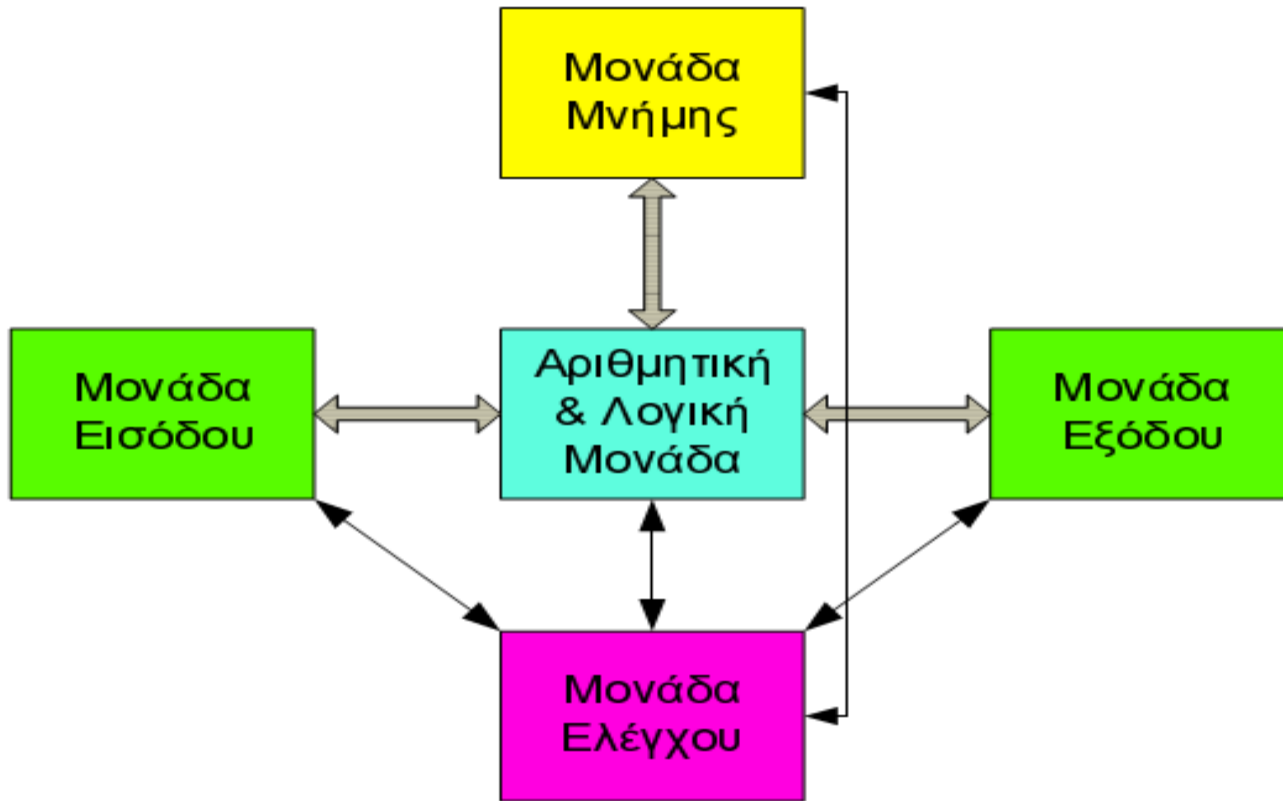 Μονάδα
Μνήμης
Μονάδα
Εισόδου
Αριθμητική
& Λογική
Μονάδα
Μονάδα
Εξόδου
Μονάδα
Ελέγχου